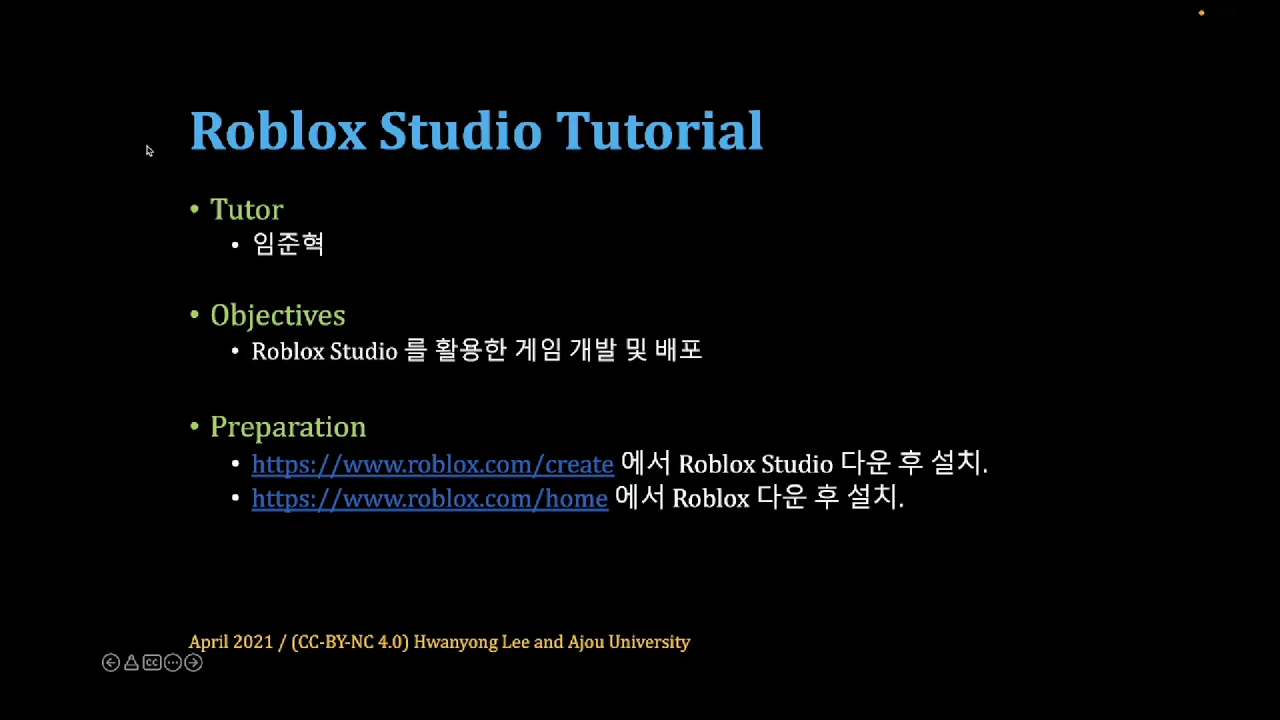 Roblox Studio Tutorial
• Tutor
• 임준혁
• Objectives
• Roblox Studio 를 활용한 게임 개발 및 배포
• Preparation
• https://www.roblox.com/create 에서 Roblox Studio 다운 후 설치.
• https://www.roblox.com/home 에서 Roblox 다운 후 설치.
April 2021 / (CC-BY-NC 4.0) Hwanyong Lee and Ajou University
CC